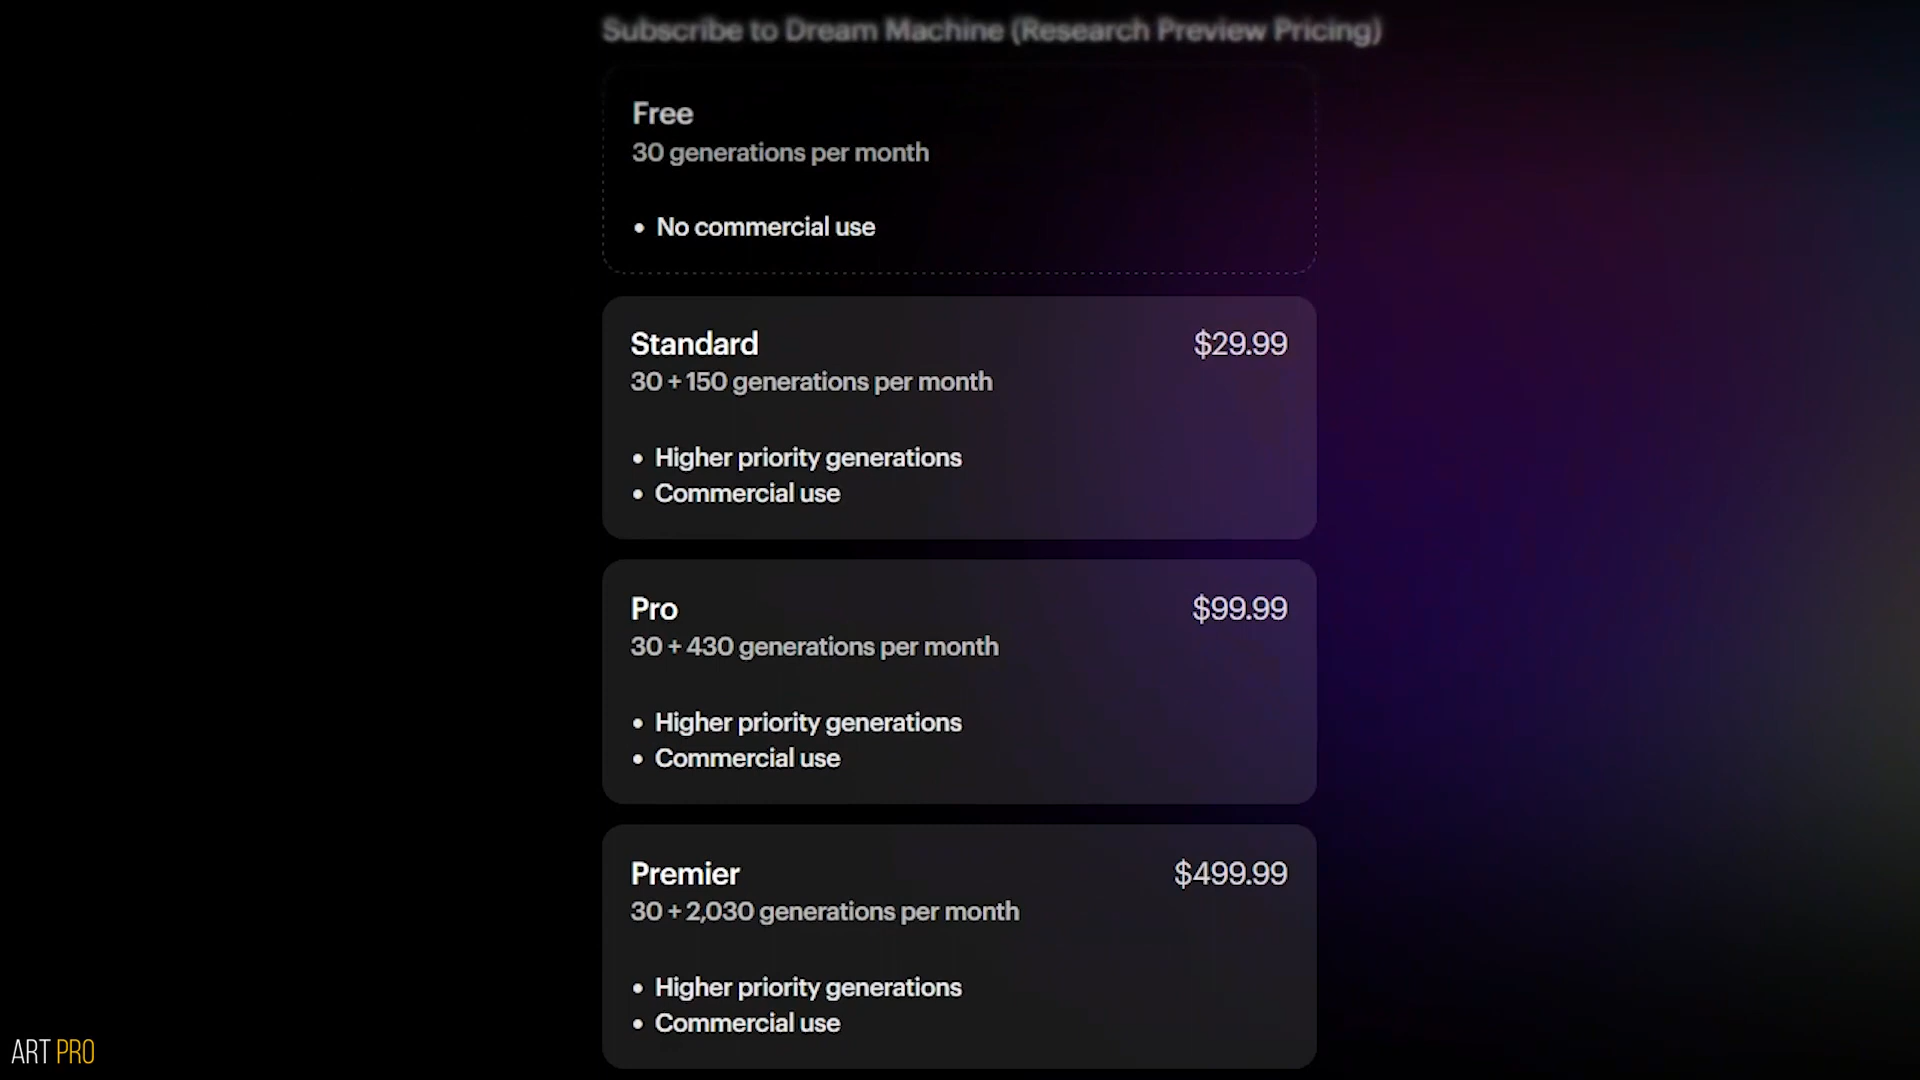 Subscribe to Dream Machine (Research Preview Pricing)
Free
30 generations per month
• No commercial use
Standard
$29.99
30 + 150 generations per month
• Higher priority generations
• Commercial use
Pro
$99.99
30 + 430 generations per month
• Higher priority generations
• Commercial use
Premier
$499.99
30 + 2,030 generations per month
• Higher priority generations
• Commercial use
ART PRO